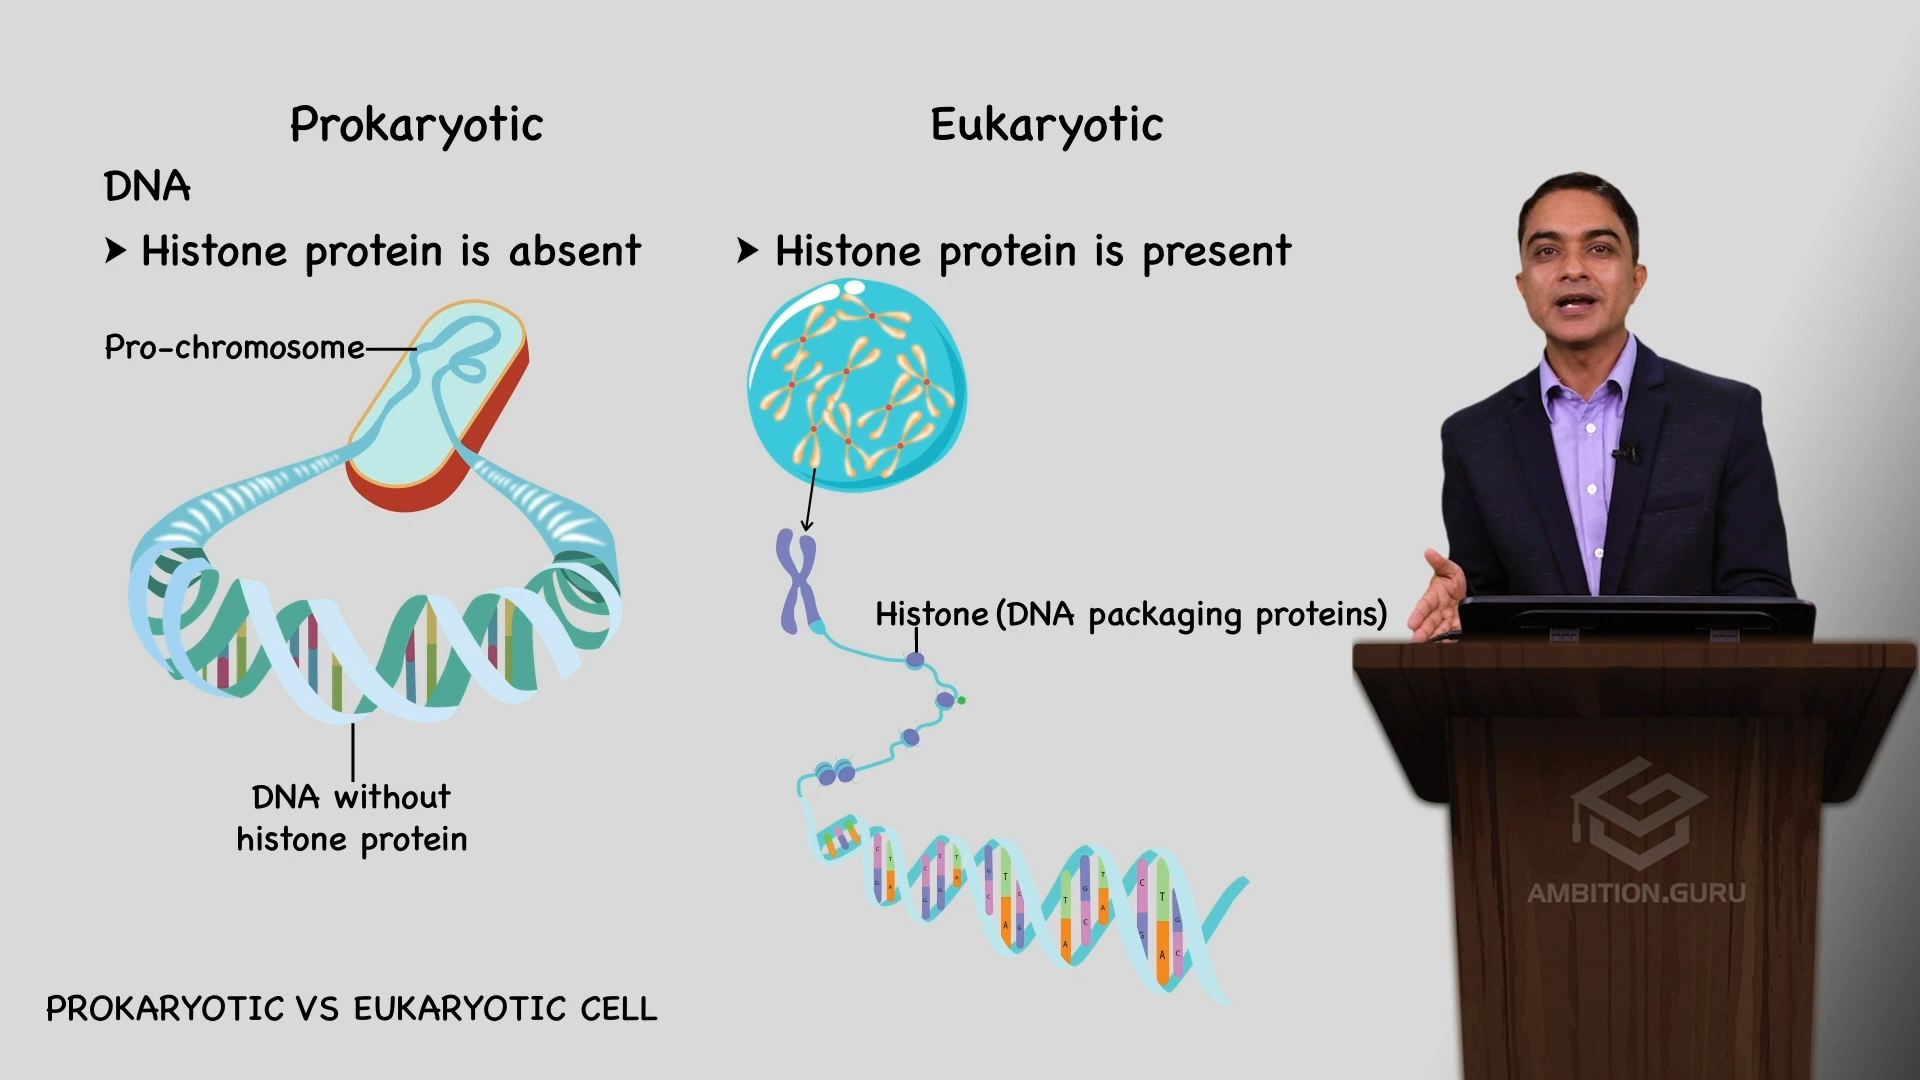 Prokaryotic
Eukaryotic
DNA
➤ Histone protein is absent
➤ Histone protein is present
Pro-chromosome
Histone (DNA packaging proteins)
DNA without
histone protein
PROKARYOTIC VS EUKARYOTIC CELL
AMBITION.GURU